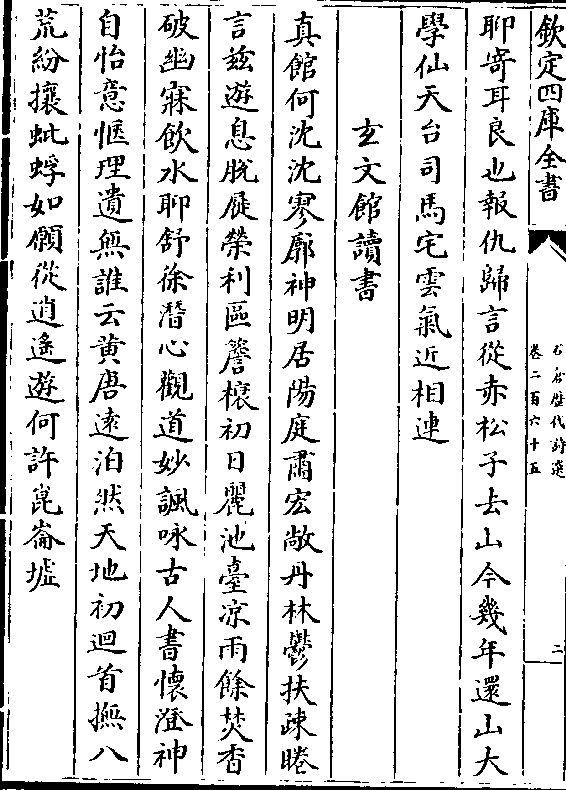 欽定四庫全書
石倉歷代詩選
卷二百六十五
二
聊寄耳良也報仇歸言從赤松子去山今幾年還山大
學仙天台司馬宅雲氣近相連
玄文館讀書
真館何沈沈寥廓神明居陽庭肅宏敞丹林鬱扶疎睠
言茲遊息脫屣榮利區簷櫬初日麗池臺涼雨餘焚香
破幽寐飲水聊舒徐潛心觀道妙諷咏古人書懷澄神
自怡意愜理遺無誰云黄唐遠泊然天地初迴首撫八
荒紛攘蚍蜉如願從逍遙遊何許崑崙墟